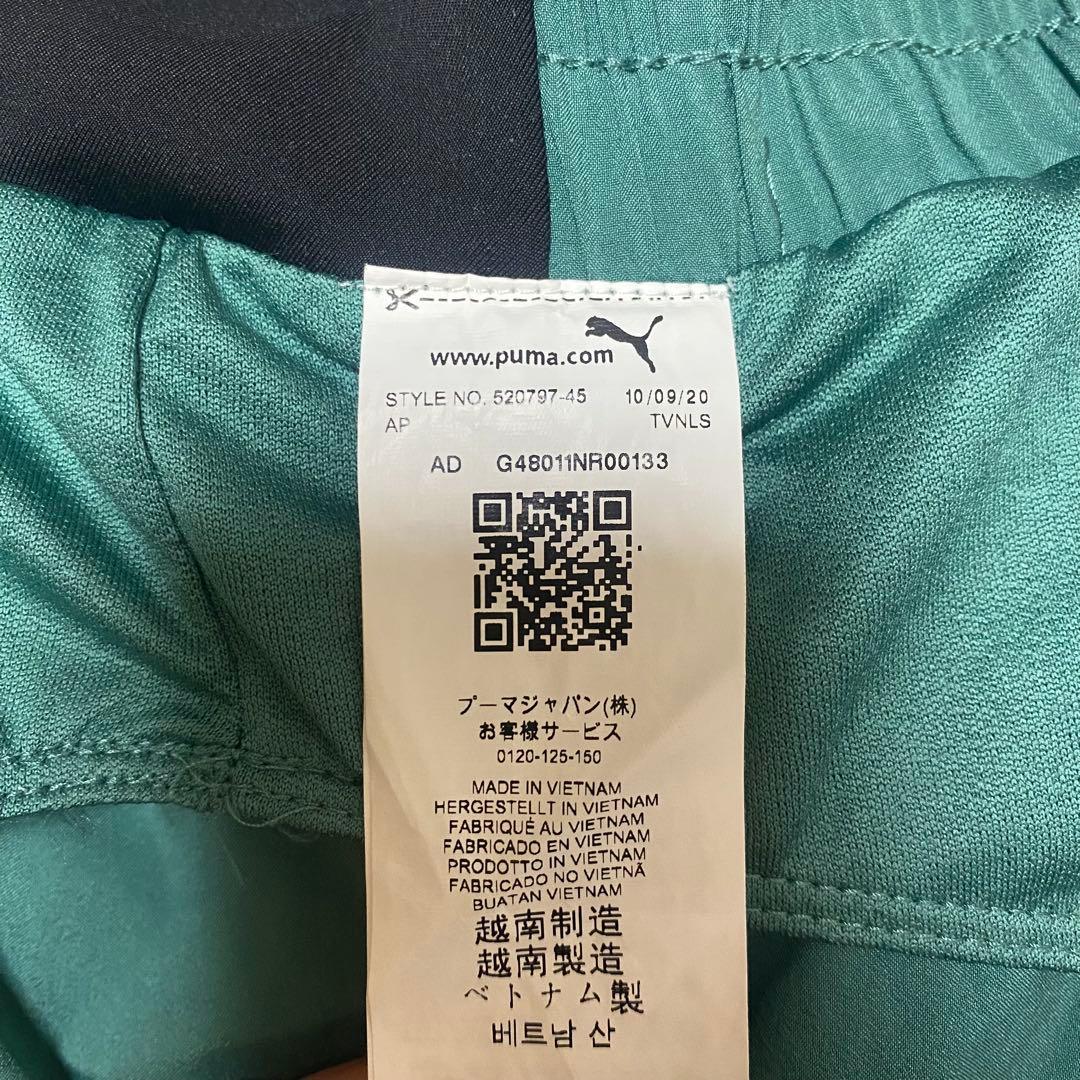 www.puma.com
STYLE NO. 520797-45 10/09/20
AP TVNLS
AD G48011NR00133
プーマジャパン(株)
お客様サービス
0120-125-150
MADE IN VIETNAM
HERGESTELLT IN VIETNAM
FABRIQUÉ AU VIETNAM
FABRICADO EN VIETNAM
PRODOTTO IN VIETNAM
FABRICADO NO VIETNÃ
BUATAN VIETNAM
越南制造
越南製造
ベトナム製
베트남 산